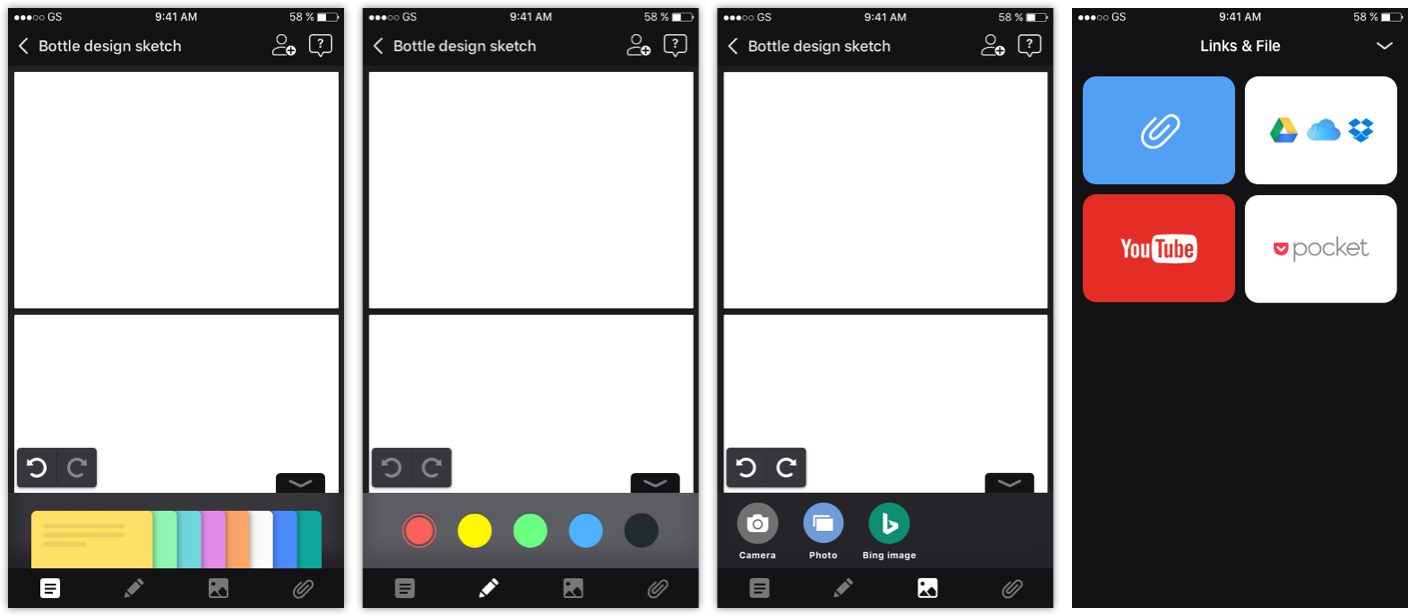 GS 9:41 AM 58 %
Bottle design sketch
?
GS 9:41 AM 58 %
Bottle design sketch
?
GS 9:41 AM 58 %
Bottle design sketch
?
Camera Photo Bing image
GS 9:41 AM 58 %
Links & File
YouTube
pocket